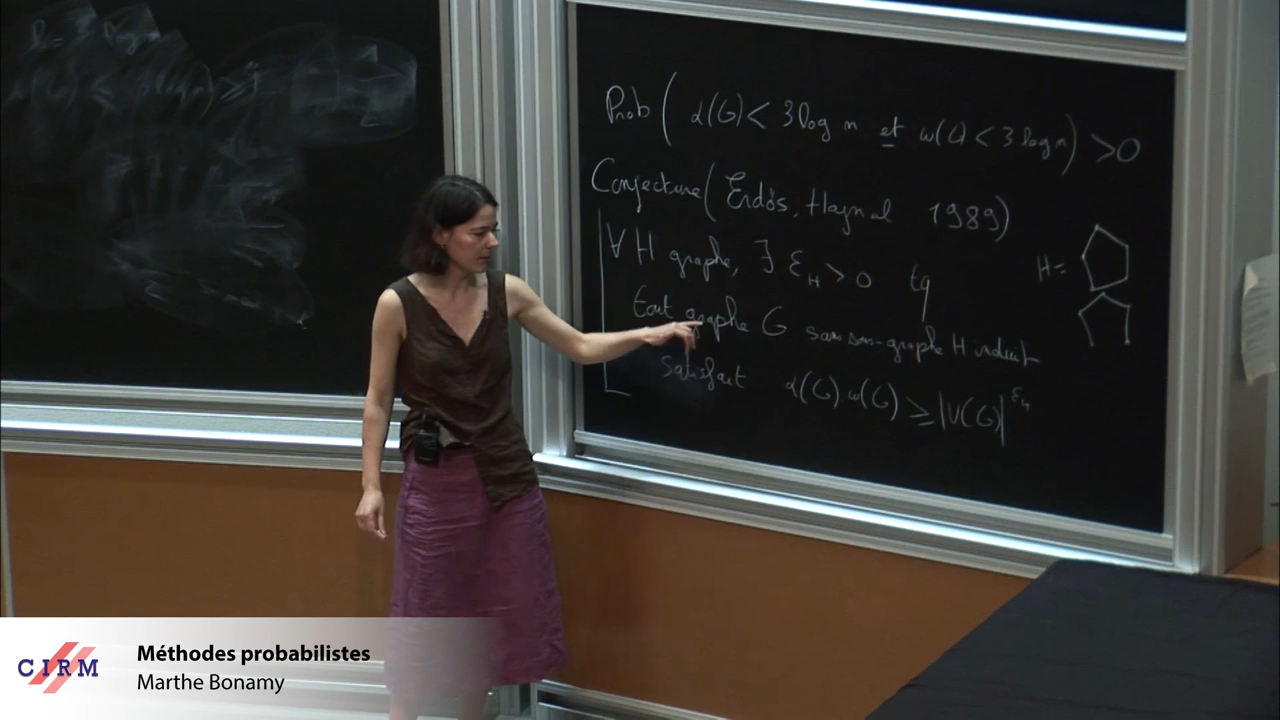 Prob ( α(G) < 3 log n et ω(G) < 3 log n ) > 0
Conjecture ( Erdős, Hajnal 1989)
∀ H graphe, ∃ ε_H > 0 tq
tout graphe G sans sous-graphe H induit
satisfait α(G).ω(G) ≥ |V(G)|^ε_H
H =
CIRM
Méthodes probabilistes
Marthe Bonamy